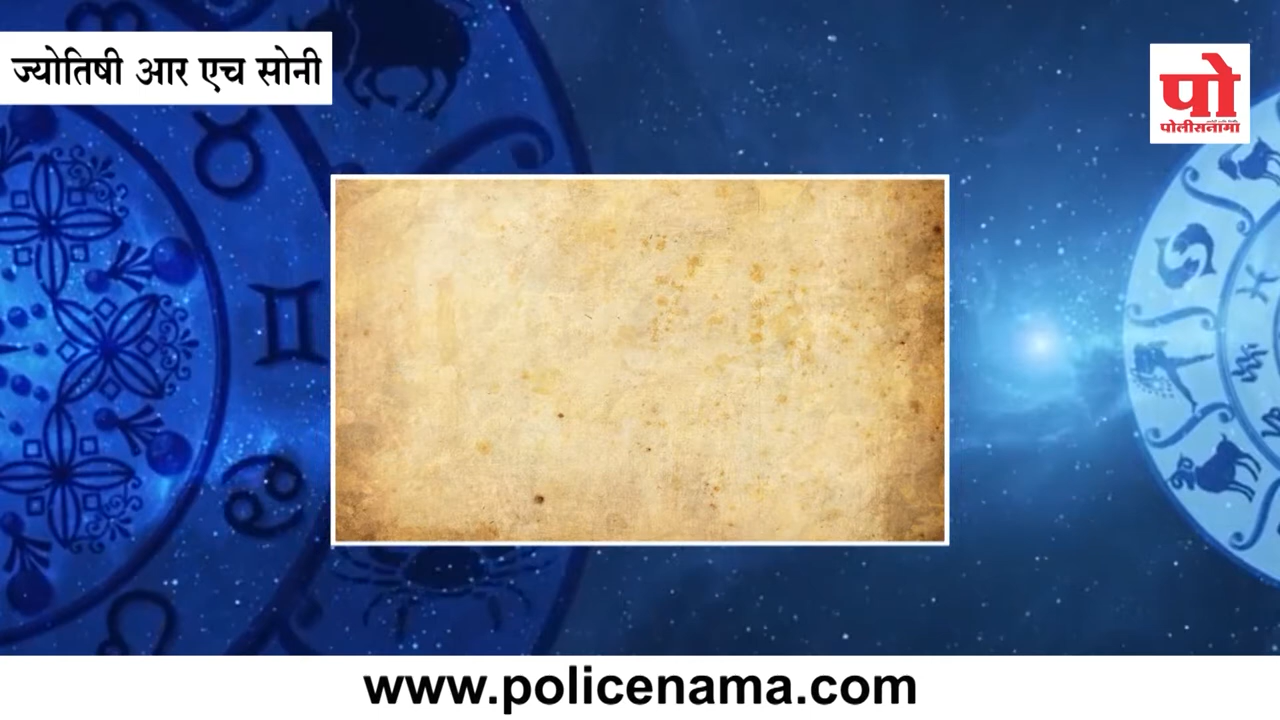 ज्योतिषी आर एच सोनी
पो
पोलीसनामा
www.policenama.com